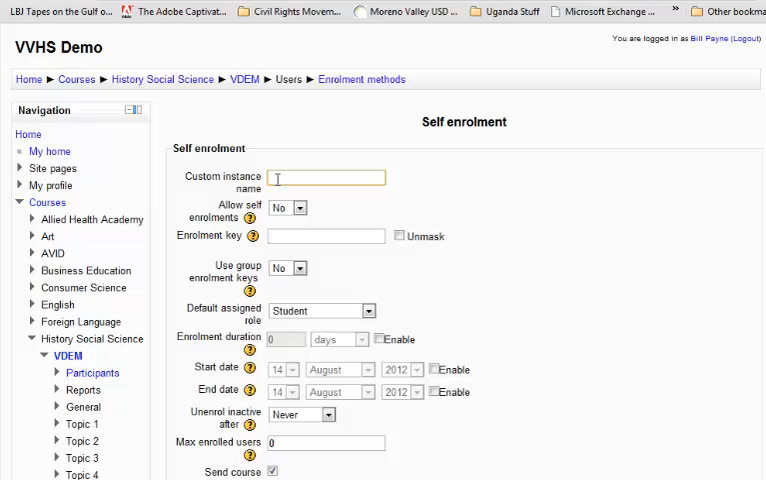 LBJ Tapes on the Gulf o... The Adobe Captivat... Civil Rights Movem... Moreno Valley USD ... Uganda Stuff Microsoft Exchange ... » Other bookma
VVHS Demo
You are logged in as Bill Payne (Logout)
Home ► Courses ► History Social Science ► VDEM ► Users ► Enrolment methods
Navigation
Home
My home
Site pages
My profile
Courses
Allied Health Academy
Art
AVID
Business Education
Consumer Science
English
Foreign Language
History Social Science
VDEM
Participants
Reports
General
Topic 1
Topic 2
Topic 3
Topic 4
Self enrolment
Self enrolment
Custom instance
name
Allow self
enrolments
No
Enrolment key
Unmask
Use group
enrolment keys
No
Default assigned
role
Student
Enrolment duration
0 days Enable
Start date
14 August 2012 Enable
End date
14 August 2012 Enable
Unenrol inactive
after
Never
Max enrolled users
0
Send course